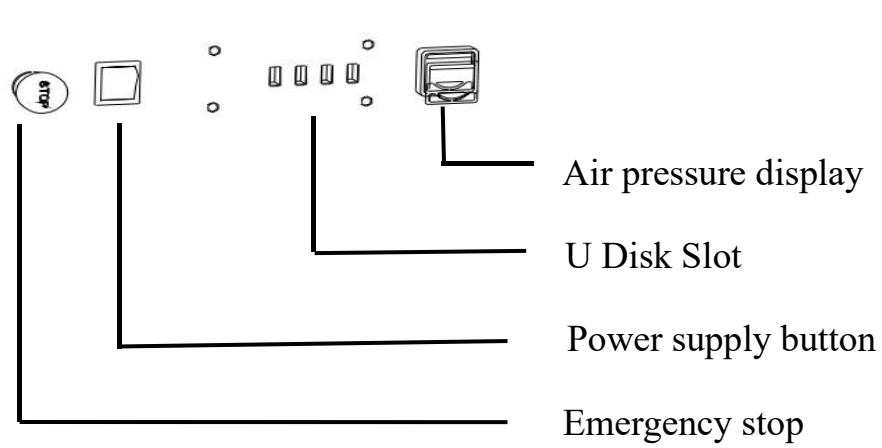 STOP
Air pressure display
U Disk Slot
Power supply button
Emergency stop